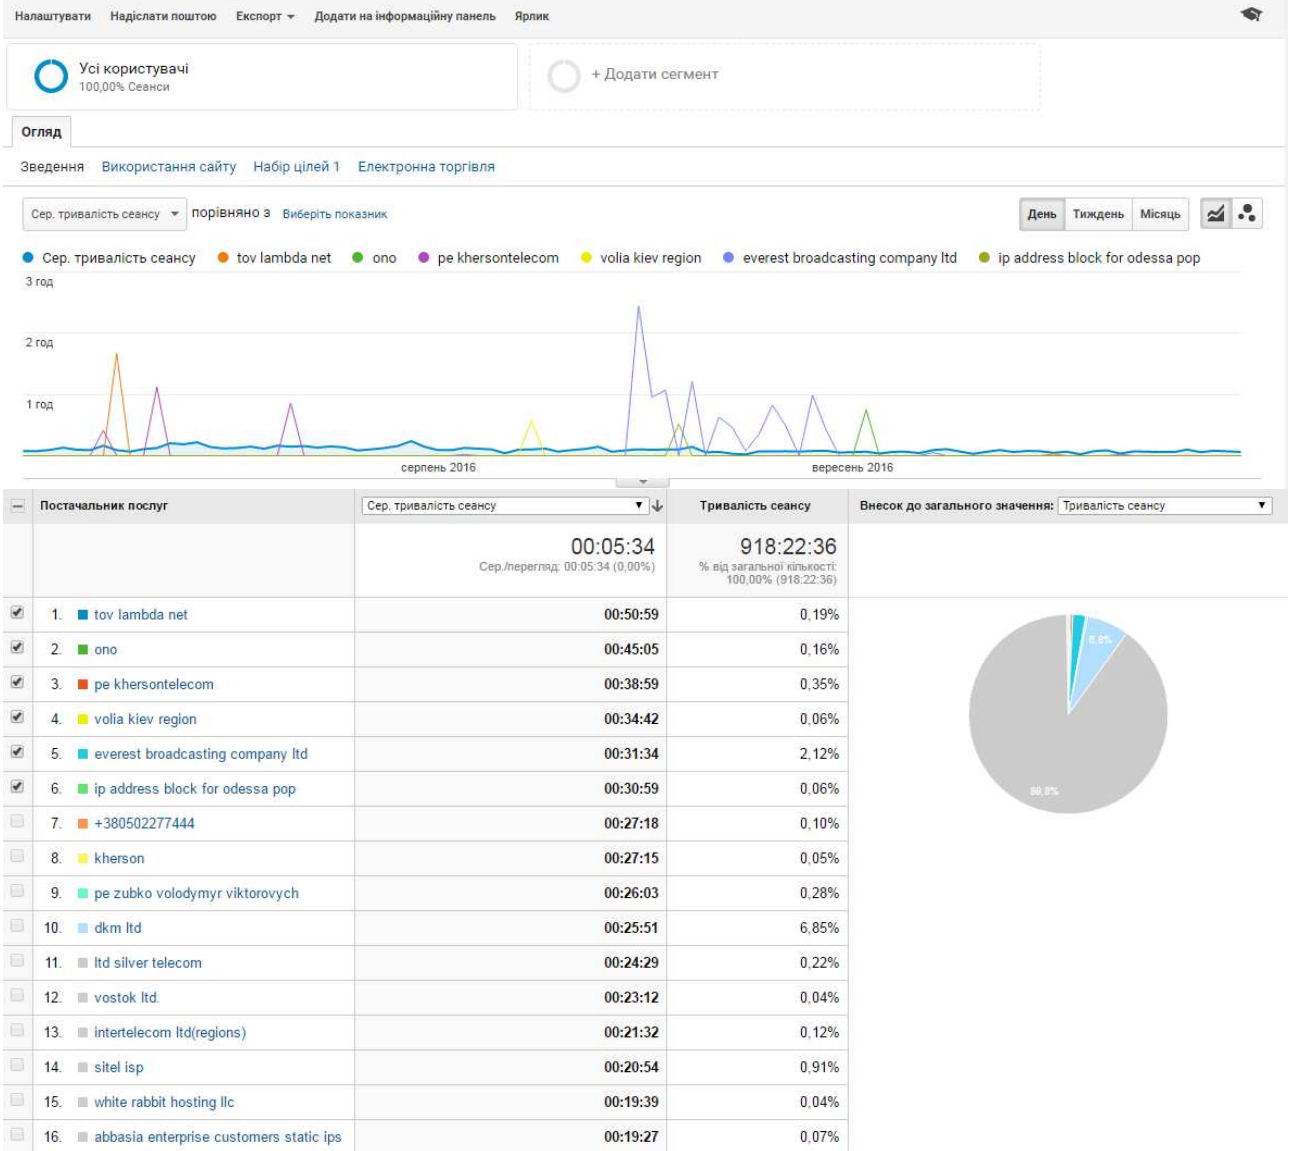 Налаштувати Надіслати поштою Експорт Додати на інформаційну панель Ярлик
Усі користувачі
100,00% Сеанси
+ Додати сегмент
Огляд
Зведення Використання сайту Набір цілей 1 Електронна торгівля
Сер. тривалість сеансу порівняно з Виберіть показник День Тиждень Місяць
Сер. тривалість сеансу tov lambda net ono pe khersontelecom volia kiev region everest broadcasting company ltd ip address block for odessa pop
3 год
2 год
1 год
серпень 2016 вересень 2016
Постачальник послуг Сер. тривалість сеансу Тривалість сеансу Внесок до загального значення: Тривалість сеансу
00:05:34 918:22:36
Сер./перегляд: 00:05:34 (0,00%) % від загальної кількості:
100,00% (918:22:36)
1. tov lambda net 00:50:59 0,19%
2. ono 00:45:05 0,16%
3. pe khersontelecom 00:38:59 0,35%
4. volia kiev region 00:34:42 0,06%
5. everest broadcasting company ltd 00:31:34 2,12%
6. ip address block for odessa pop 00:30:59 0,06%
7. +380502277444 00:27:18 0,10%
8. kherson 00:27:15 0,05%
9. pe zubko volodymyr viktorovych 00:26:03 0,28%
10. dkm ltd 00:25:51 6,85%
11. ltd silver telecom 00:24:29 0,22%
12. vostok ltd. 00:23:12 0,04%
13. intertelecom ltd(regions) 00:21:32 0,12%
14. sitel isp 00:20:54 0,91%
15. white rabbit hosting llc 00:19:39 0,04%
16. abbasia enterprise customers static ips 00:19:27 0,07%